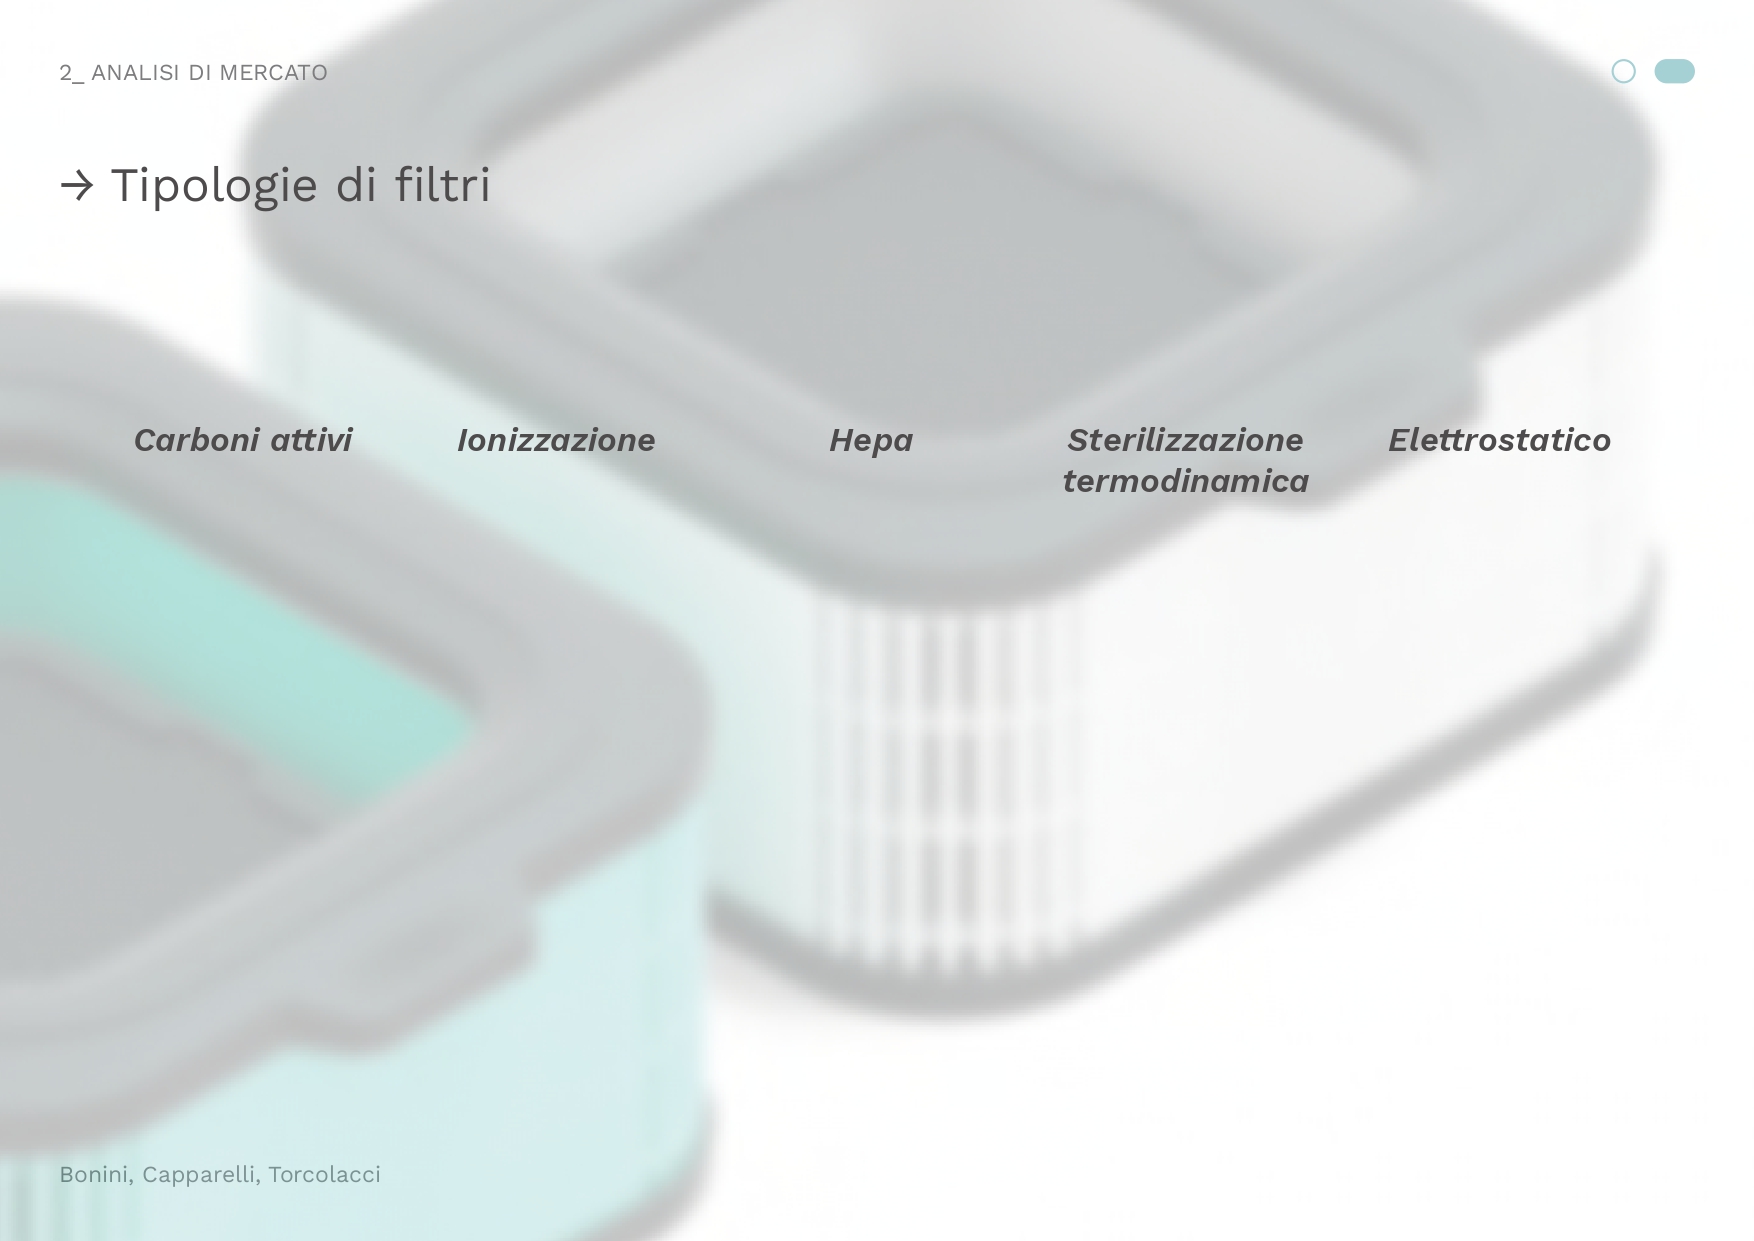 2_ ANALISI DI MERCATO
→ Tipologie di filtri
Carboni attivi
Ionizzazione
Hepa
Sterilizzazione
termodinamica
Elettrostatico
Bonini, Capparelli, Torcolacci